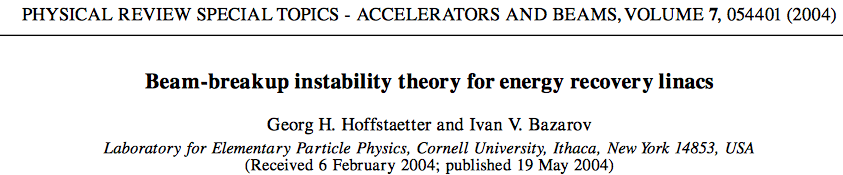 PHYSICAL REVIEW SPECIAL TOPICS - ACCELERATORS AND BEAMS, VOLUME 7, 054401 (2004)
Beam-breakup instability theory for energy recovery linacs
Georg H. Hoffstaetter and Ivan V. Bazarov
Laboratory for Elementary Particle Physics, Cornell University, Ithaca, New York 14853, USA
(Received 6 February 2004; published 19 May 2004)